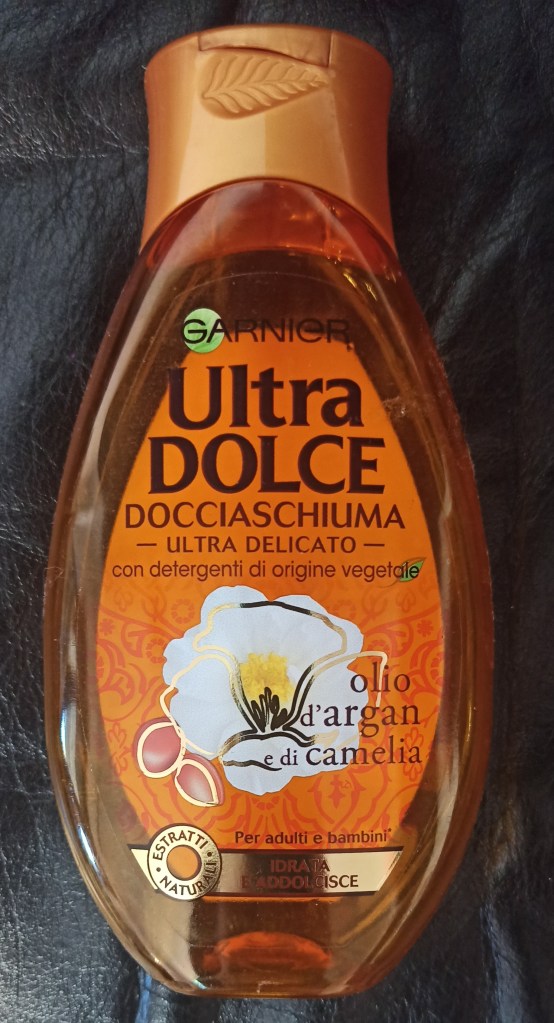 GARNIER
Ultra
DOLCE
DOCCIASCHIUMA
— ULTRA DELICATO —
con detergenti di origine vegetale
olio
d'argan
e di camelia
Per adulti e bambini*
ESTRATTI
NATURALI
IDRATA
E ADDOLCISCE